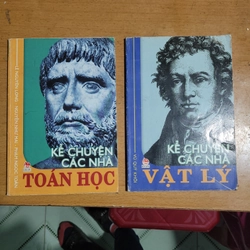 KỂ CHUYỆN
CÁC NHÀ
TOÁN HỌC
KỂ CHUYỆN
CÁC NHÀ
VẬT LÝ